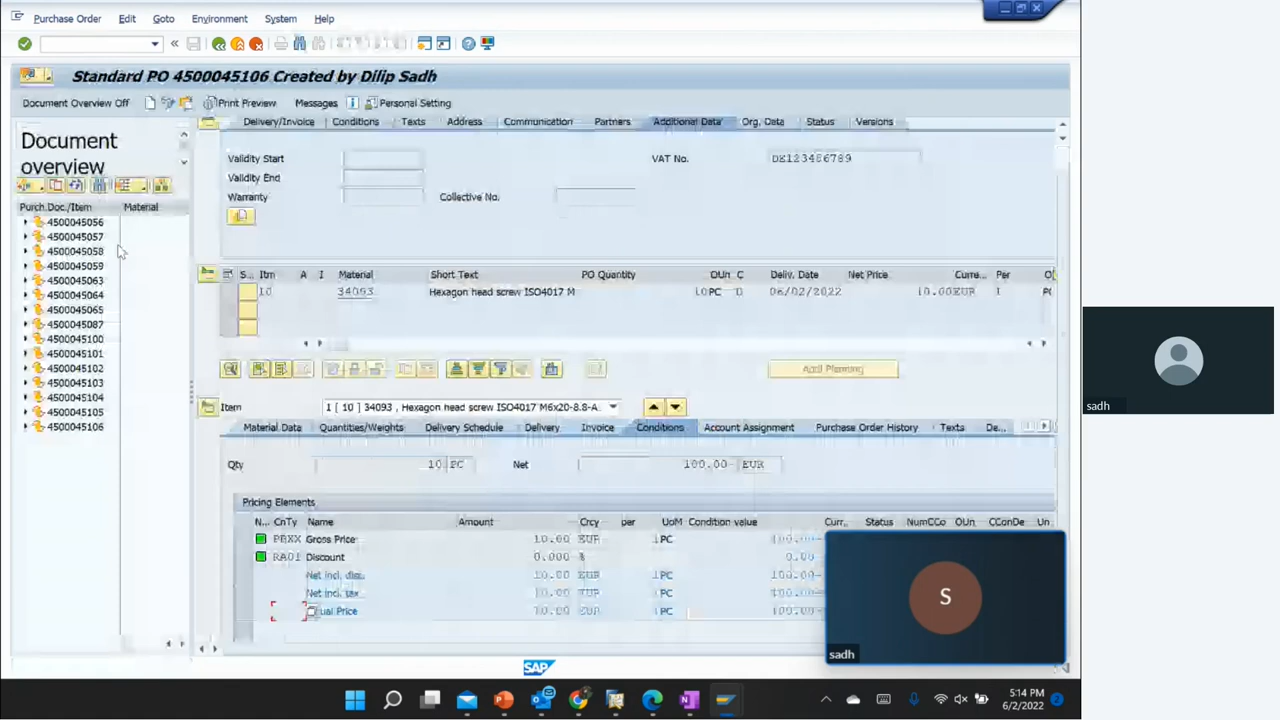 Purchase Order Edit Goto Environment System Help
Standard PO 4500045106 Created by Dilip Sadh
Document Overview Off Print Preview Messages Personal Setting
Document overview
Purch.Doc./Item Material
4500045056
4500045057
4500045058
4500045059
4500045063
4500045064
4500045065
4500045087
4500045100
4500045101
4500045102
4500045103
4500045104
4500045105
4500045106
Delivery/Invoice Conditions Texts Address Communication Partners Additional Data Org. Data Status Versions
Validity Start VAT No. DE123456789
Validity End
Warranty Collective No.
S... Itm A I Material Short Text PO Quantity OUn C Deliv. Date Net Price Curre... Per
10 34093 Hexagon head screw ISO4017 M 10 PC D 06/02/2022 10.00 EUR 1
Addl Planning
Item 1 [ 10 ] 34093 , Hexagon head screw ISO4017 M6x20-8.8-A...
Material Data Quantities/Weights Delivery Schedule Delivery Invoice Conditions Account Assignment Purchase Order History Texts De...
Qty 10 PC Net 100.00- EUR
Pricing Elements
N... CnTy Name Amount Crcy per UoM Condition value Curr. Status NumCCo OUn CConDe Un
PBXX Gross Price 10.00 EUR 1 PC 100.00-
RA01 Discount 0.000 % 0.00
Net incl. disc. 10.00 EUR 1 PC 100.00-
Net incl. tax 10.00 EUR 1 PC 100.00-
ual Price 10.00 EUR 1 PC 100.00-
S
sadh
sadh
SAP
5:14 PM
6/2/2022